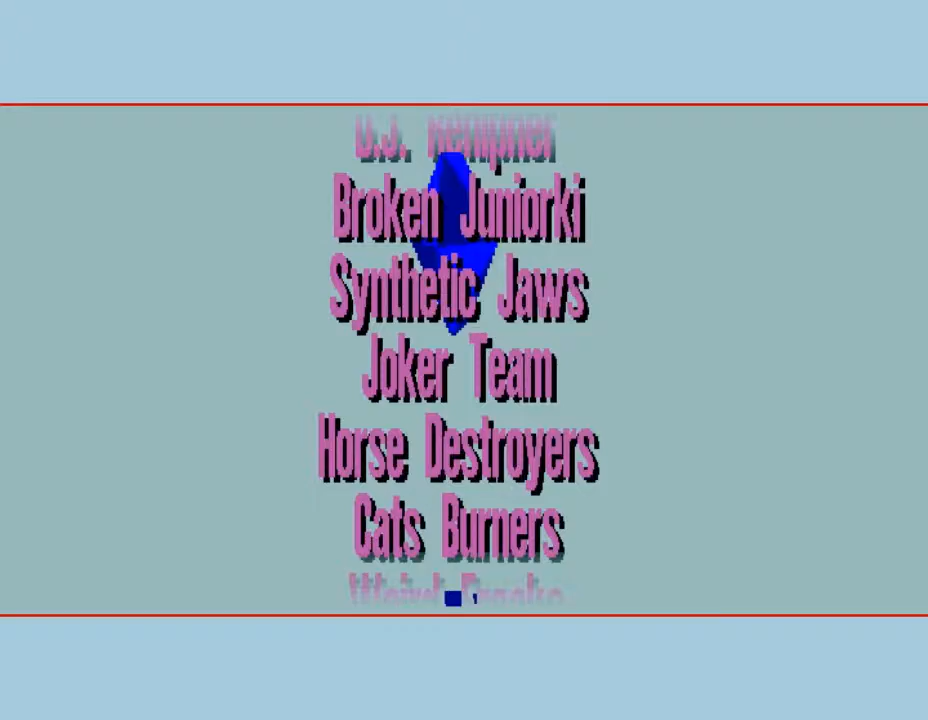 D.J.
Broken Juniorki
Synthetic Jaws
Joker Team
Horse Destroyers
Cats Burners